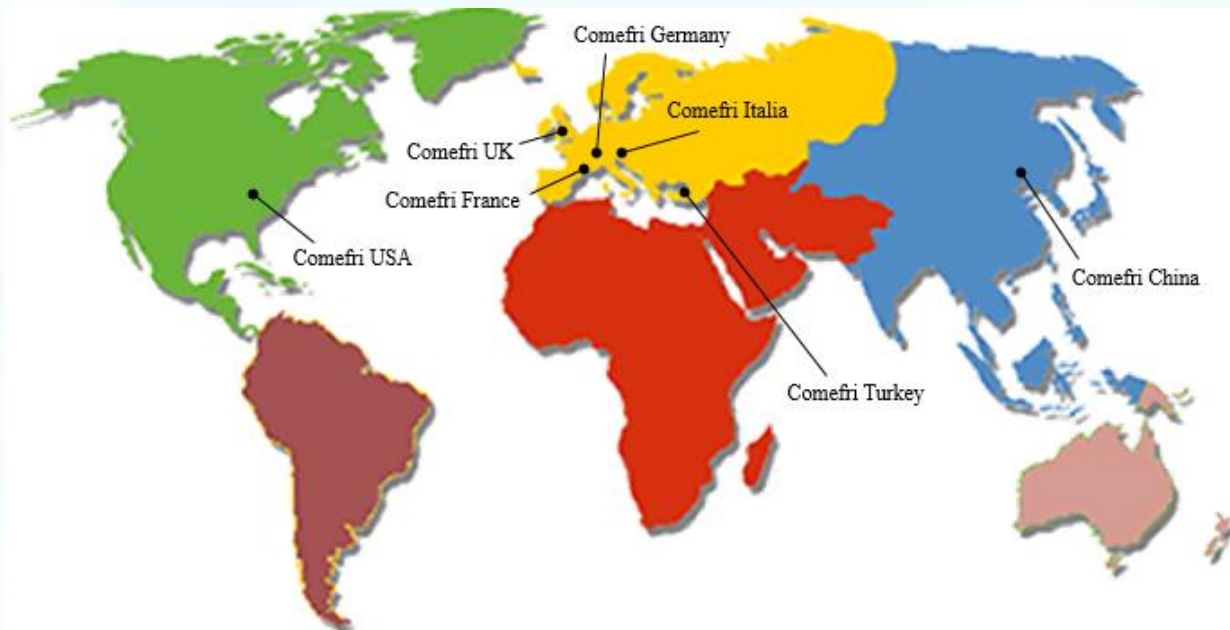 Comefri Germany
Comefri Italia
Comefri UK
Comefri France
Comefri USA
Comefri China
Comefri Turkey